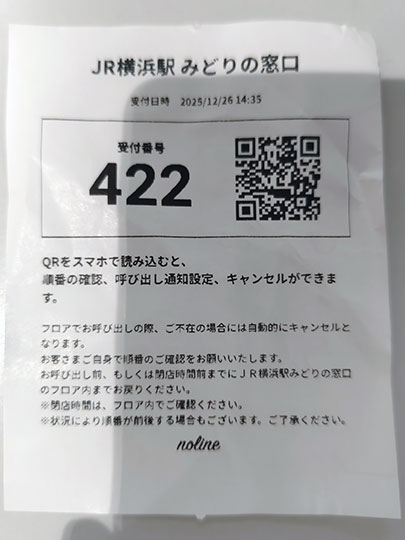 JR横浜駅 みどりの窓口
受付日時 2025/12/26 14:35
受付番号
422
QRをスマホで読み込むと、
順番の確認、呼び出し通知設定、キャンセルができま
す。
フロアでお呼び出しの際、ご不在の場合には自動的にキャンセルと
なります。
お客さまご自身で順番のご確認をお願いいたします。
お呼び出し前、もしくは閉店時間前までにJR横浜駅みどりの窓口
のフロア内までお戻りください。
※閉店時間は、フロア内でご確認ください。
※状況により順番が前後する場合もございます。ご了承ください。
noline